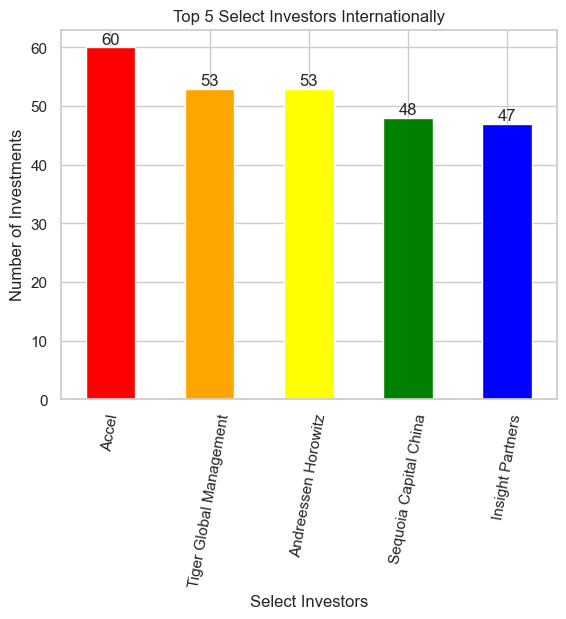 Top 5 Select Investors Internationally
60
50
40
30
20
10
0
Number of Investments
60
53
53
48
47
Accel
Tiger Global Management
Andreessen Horowitz
Sequoia Capital China
Insight Partners
Select Investors